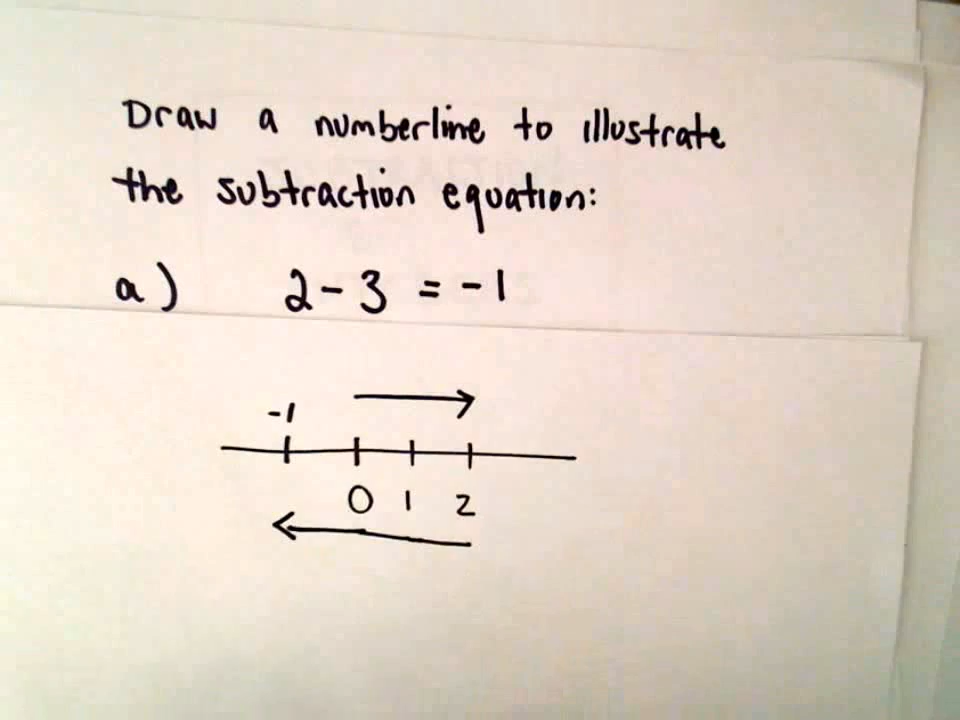 Draw a numberline to illustrate
the subtraction equation:
a) 2 - 3 = -1
-1
0 1 2